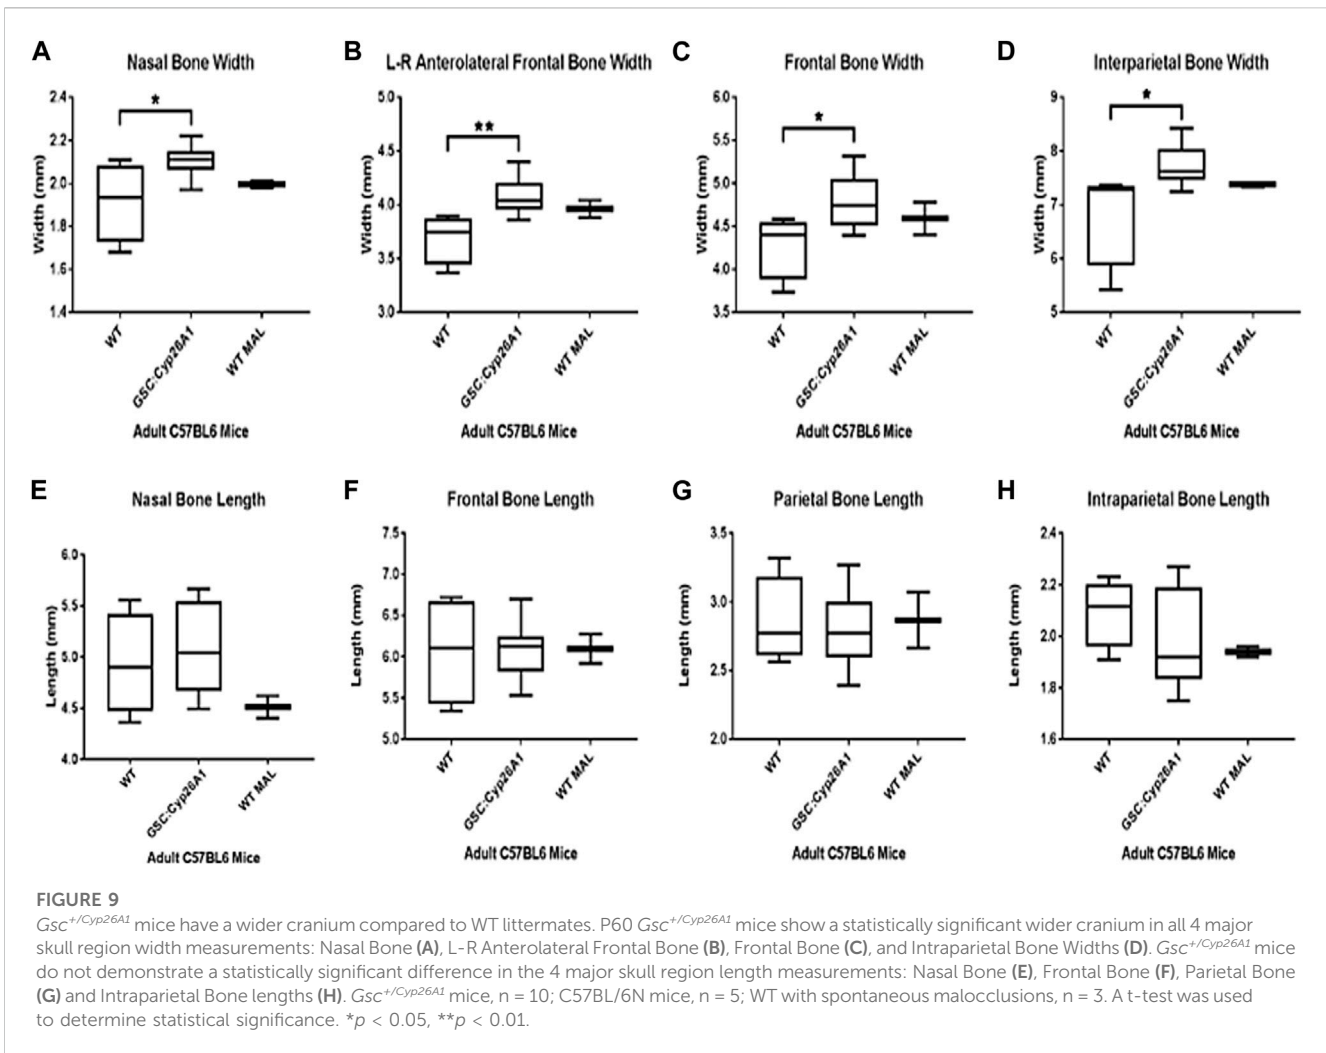 A
Nasal Bone Width
*
Width (mm)
2.4
2.2
2.0
1.8
1.6
1.4
WT
GSC:Cyp26A1
WT MAL
Adult C57BL6 Mice
B
L-R Anterolateral Frontal Bone Width
**
Width (mm)
5.0
4.5
4.0
3.5
3.0
WT
GSC:Cyp26A1
WT MAL
Adult C57BL6 Mice
C
Frontal Bone Width
*
Width (mm)
6.0
5.5
5.0
4.5
4.0
3.5
WT
GSC:Cyp26A1
WT MAL
Adult C57BL6 Mice
D
Interparietal Bone Width
*
Width (mm)
9
8
7
6
5
WT
GSC:Cyp26A1
WT MAL
Adult C57BL6 Mice
E
Nasal Bone Length
Length (mm)
6.0
5.5
5.0
4.5
4.0
WT
GSC:Cyp26A1
WT MAL
Adult C57BL6 Mice
F
Frontal Bone Length
Length (mm)
7.5
7.0
6.5
6.0
5.5
5.0
WT
GSC:Cyp26A1
WT MAL
Adult C57BL6 Mice
G
Parietal Bone Length
Length (mm)
3.5
3.0
2.5
2.0
WT
GSC:Cyp26A1
WT MAL
Adult C57BL6 Mice
H
Intraparietal Bone Length
Length (mm)
2.4
2.2
2.0
1.8
1.6
WT
GSC:Cyp26A1
WT MAL
Adult C57BL6 Mice
FIGURE 9
Gsc+/Cyp26A1 mice have a wider cranium compared to WT littermates. P60 Gsc+/Cyp26A1 mice show a statistically significant wider cranium in all 4 major
skull region width measurements: Nasal Bone (A), L-R Anterolateral Frontal Bone (B), Frontal Bone (C), and Intraparietal Bone Widths (D). Gsc+/Cyp26A1 mice
do not demonstrate a statistically significant difference in the 4 major skull region length measurements: Nasal Bone (E), Frontal Bone (F), Parietal Bone
(G) and Intraparietal Bone lengths (H). Gsc+/Cyp26A1 mice, n = 10; C57BL/6N mice, n = 5; WT with spontaneous malocclusions, n = 3. A t-test was used
to determine statistical significance. *p < 0.05, **p < 0.01.